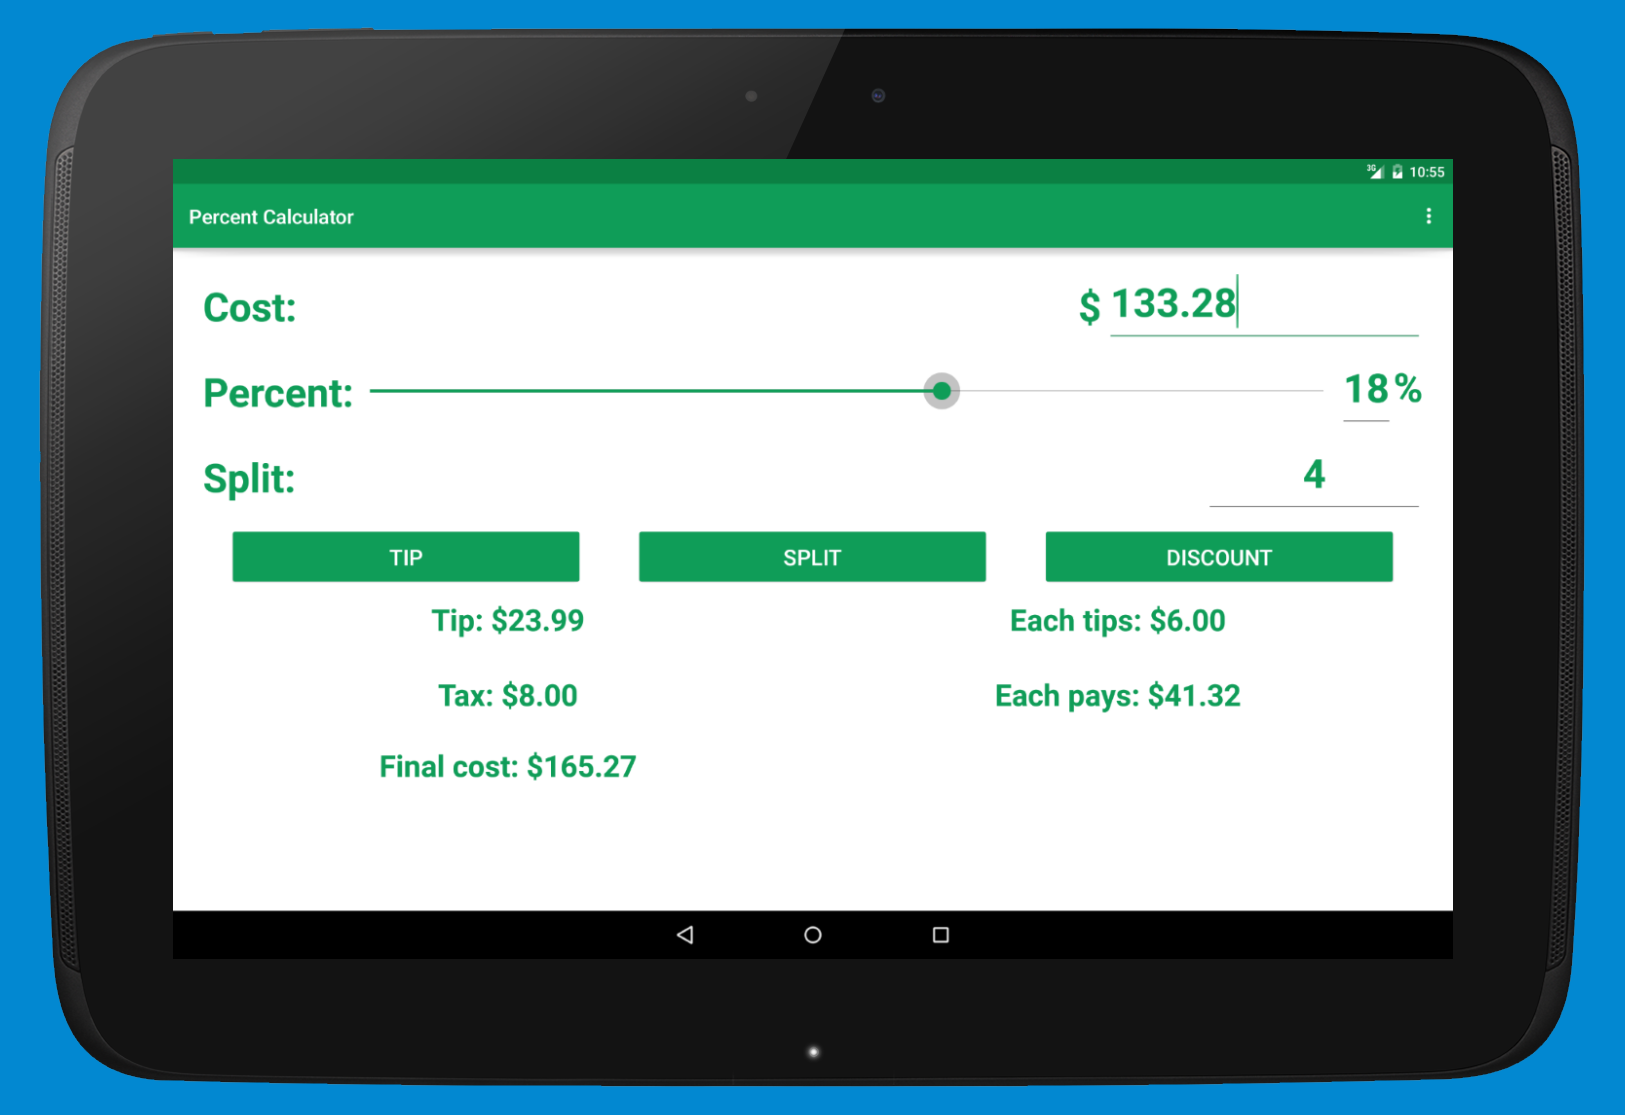 3G 10:55
Percent Calculator
Cost: $ 133.28
Percent: 18 %
Split: 4
TIP SPLIT DISCOUNT
Tip: $23.99 Each tips: $6.00
Tax: $8.00 Each pays: $41.32
Final cost: $165.27